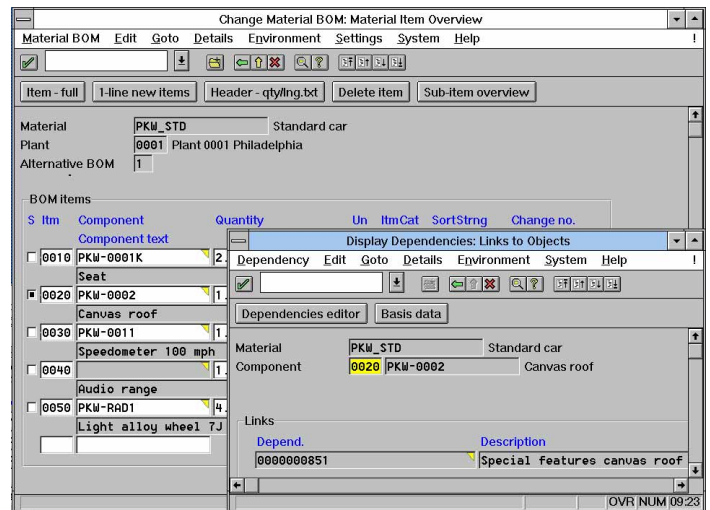 Change Material BOM: Material Item Overview
Material BOM Edit Goto Details Environment Settings System Help !
Item - full 1-line new items Header - qty/lng.txt Delete item Sub-item overview
Material PKW_STD Standard car
Plant 0001 Plant 0001 Philadelphia
Alternative BOM 1
BOM items
S Itm Component Quantity Un ItmCat SortStrng Change no.
Component text
0010 PKW-0001K 2.
Seat
0020 PKW-0002 1.
Canvas roof
0030 PKW-0011 1.
Speedometer 100 mph
0040 1.
Audio range
0050 PKW-RAD1 4.
Light alloy wheel 7J
Display Dependencies: Links to Objects
Dependency Edit Goto Details Environment System Help !
Dependencies editor Basis data
Material PKW_STD Standard car
Component 0020 PKW-0002 Canvas roof
Links
Depend. Description
0000000851 Special features canvas roof
OVR NUM 09:23